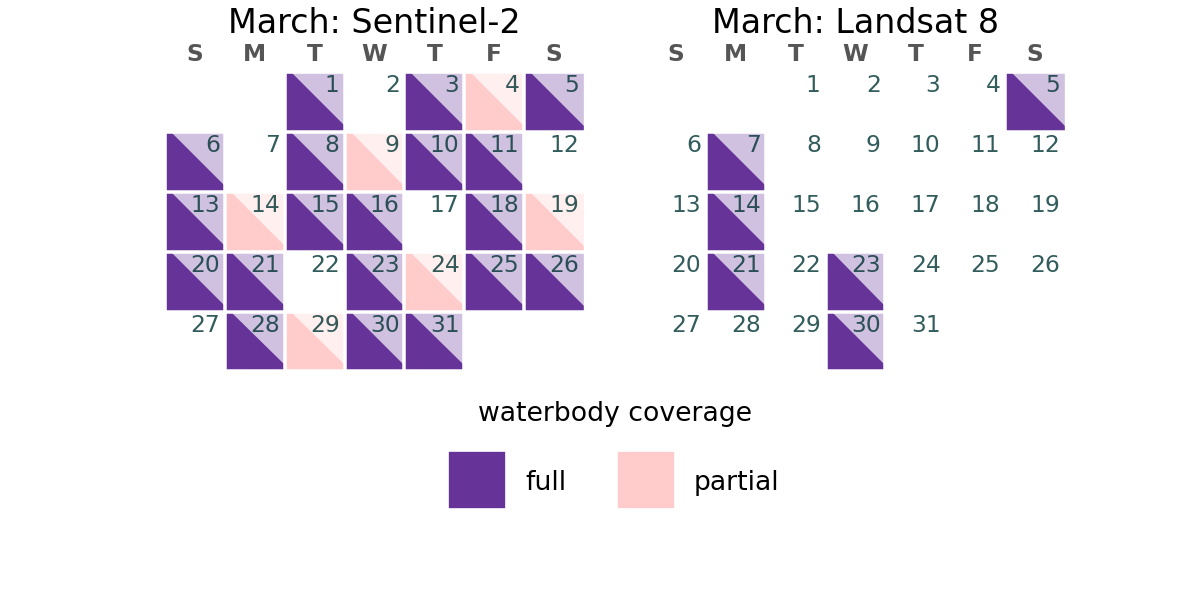 March: Sentinel-2
S M T W T F S
1 2 3 4 5
6 7 8 9 10 11 12
13 14 15 16 17 18 19
20 21 22 23 24 25 26
27 28 29 30 31
March: Landsat 8
S M T W T F S
1 2 3 4 5
6 7 8 9 10 11 12
13 14 15 16 17 18 19
20 21 22 23 24 25 26
27 28 29 30 31
waterbody coverage
full
partial